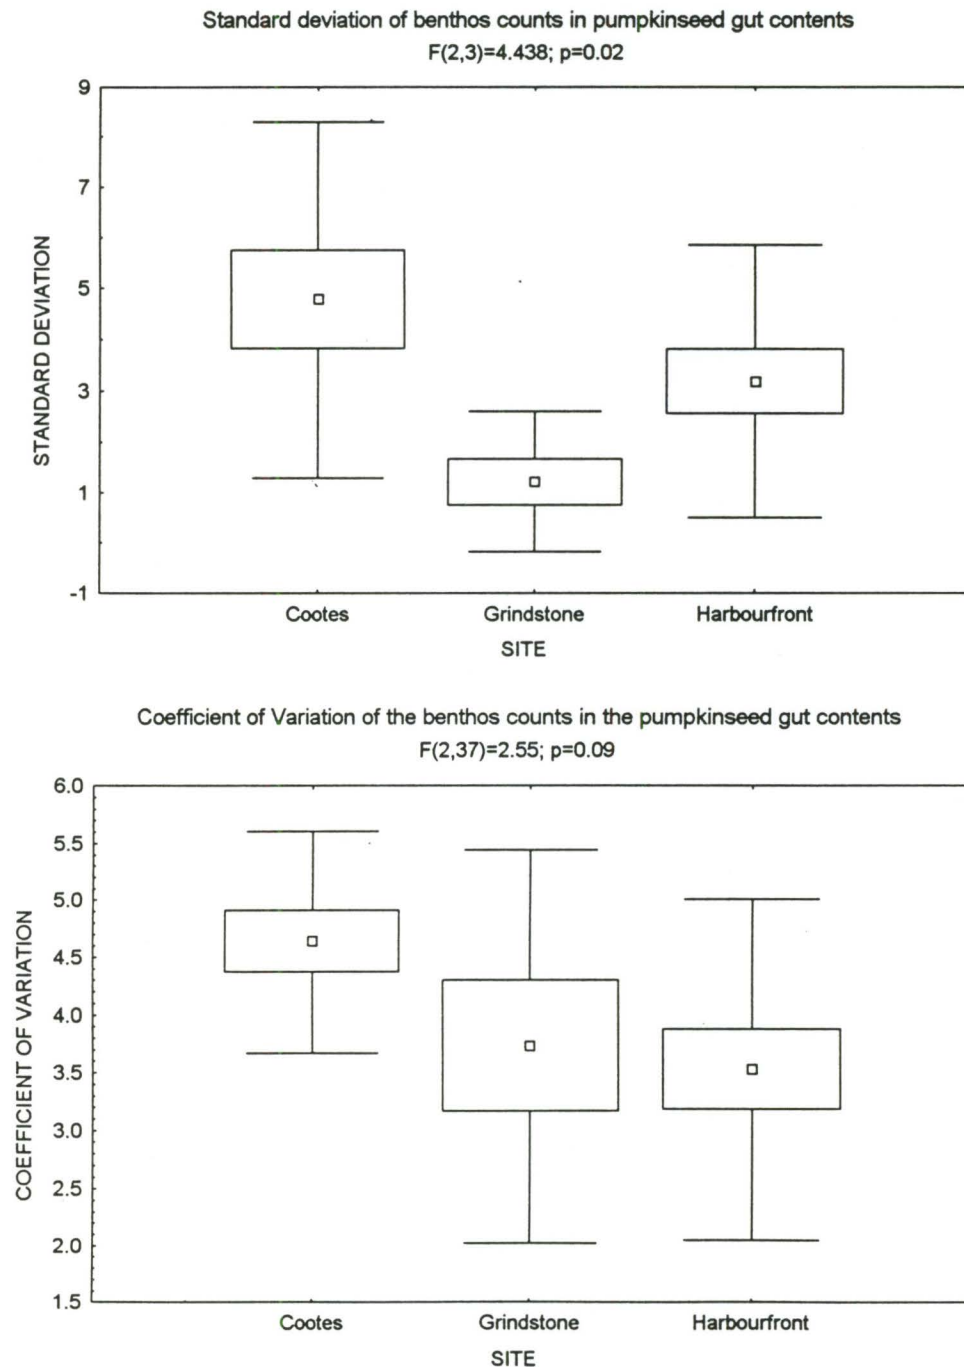 Standard deviation of benthos counts in pumpkinseed gut contents
F(2,3)=4.438; p=0.02
STANDARD DEVIATION
9
7
5
3
1
-1
Cootes Grindstone Harbourfront
SITE
Coefficient of Variation of the benthos counts in the pumpkinseed gut contents
F(2,37)=2.55; p=0.09
COEFFICIENT OF VARIATION
6.0
5.5
5.0
4.5
4.0
3.5
3.0
2.5
2.0
1.5
Cootes Grindstone Harbourfront
SITE